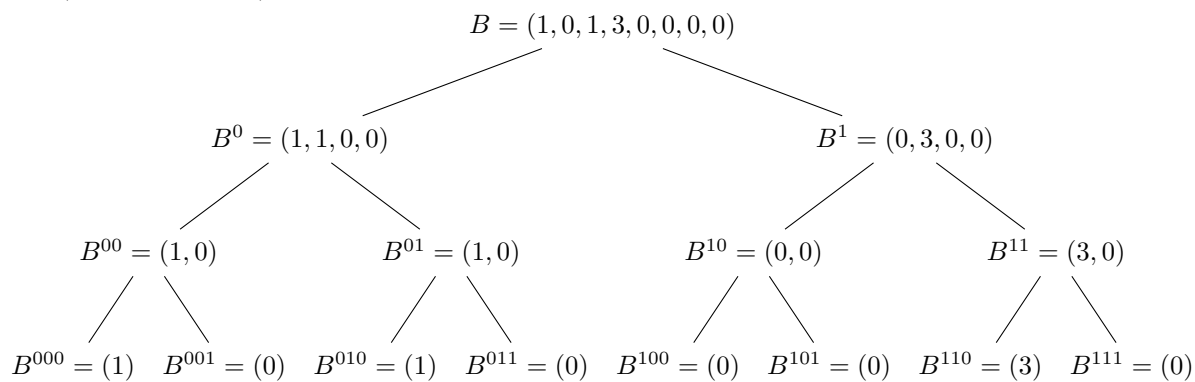 B = (1, 0, 1, 3, 0, 0, 0, 0)
B^0 = (1, 1, 0, 0) B^1 = (0, 3, 0, 0)
B^00 = (1, 0) B^01 = (1, 0) B^10 = (0, 0) B^11 = (3, 0)
B^000 = (1) B^001 = (0) B^010 = (1) B^011 = (0) B^100 = (0) B^101 = (0) B^110 = (3) B^111 = (0)